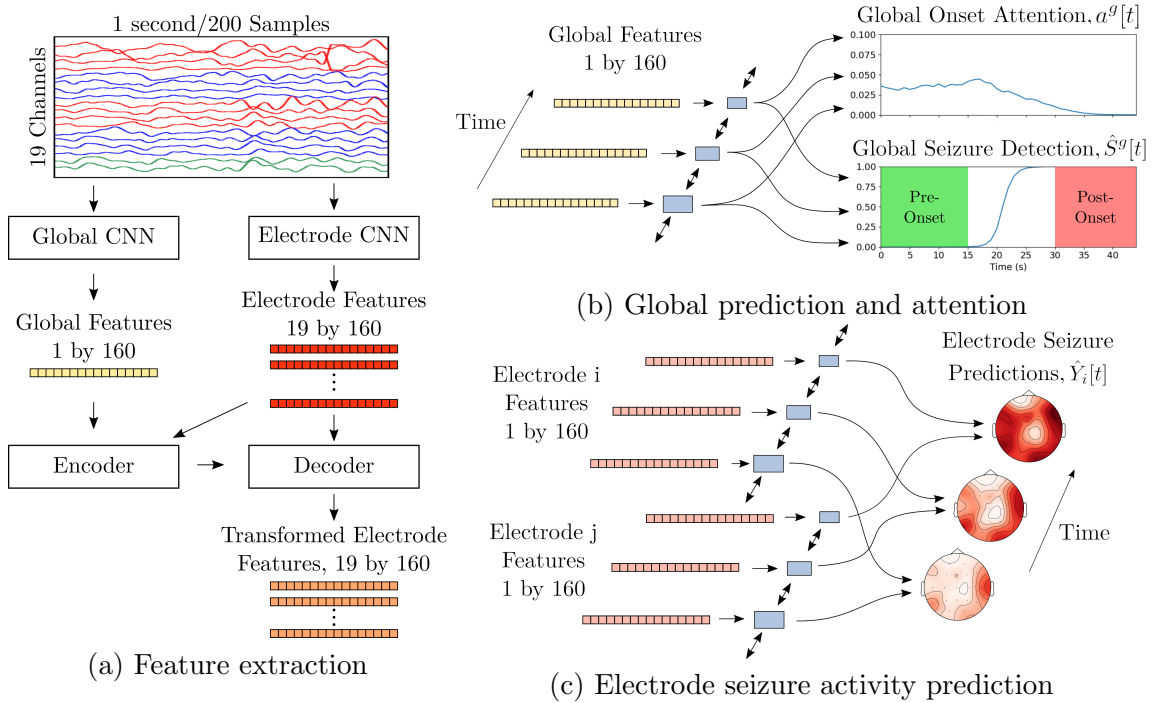 1 second/200 Samples
19 Channels
Global CNN
Electrode CNN
Global Features
1 by 160
Electrode Features
19 by 160
Encoder
Decoder
Transformed Electrode
Features, 19 by 160
(a) Feature extraction
Global Features
1 by 160
Time
Global Onset Attention, a^g[t]
0.100
0.075
0.050
0.025
0.000
Global Seizure Detection, Ŝ^g[t]
1.00
0.75
0.50
0.25
0.00
Pre-
Onset
Post-
Onset
0 5 10 15 20 25 30 35 40
Time (s)
(b) Global prediction and attention
Electrode i
Features
1 by 160
Electrode j
Features
1 by 160
Electrode Seizure
Predictions, Ŷ_i[t]
Time
(c) Electrode seizure activity prediction